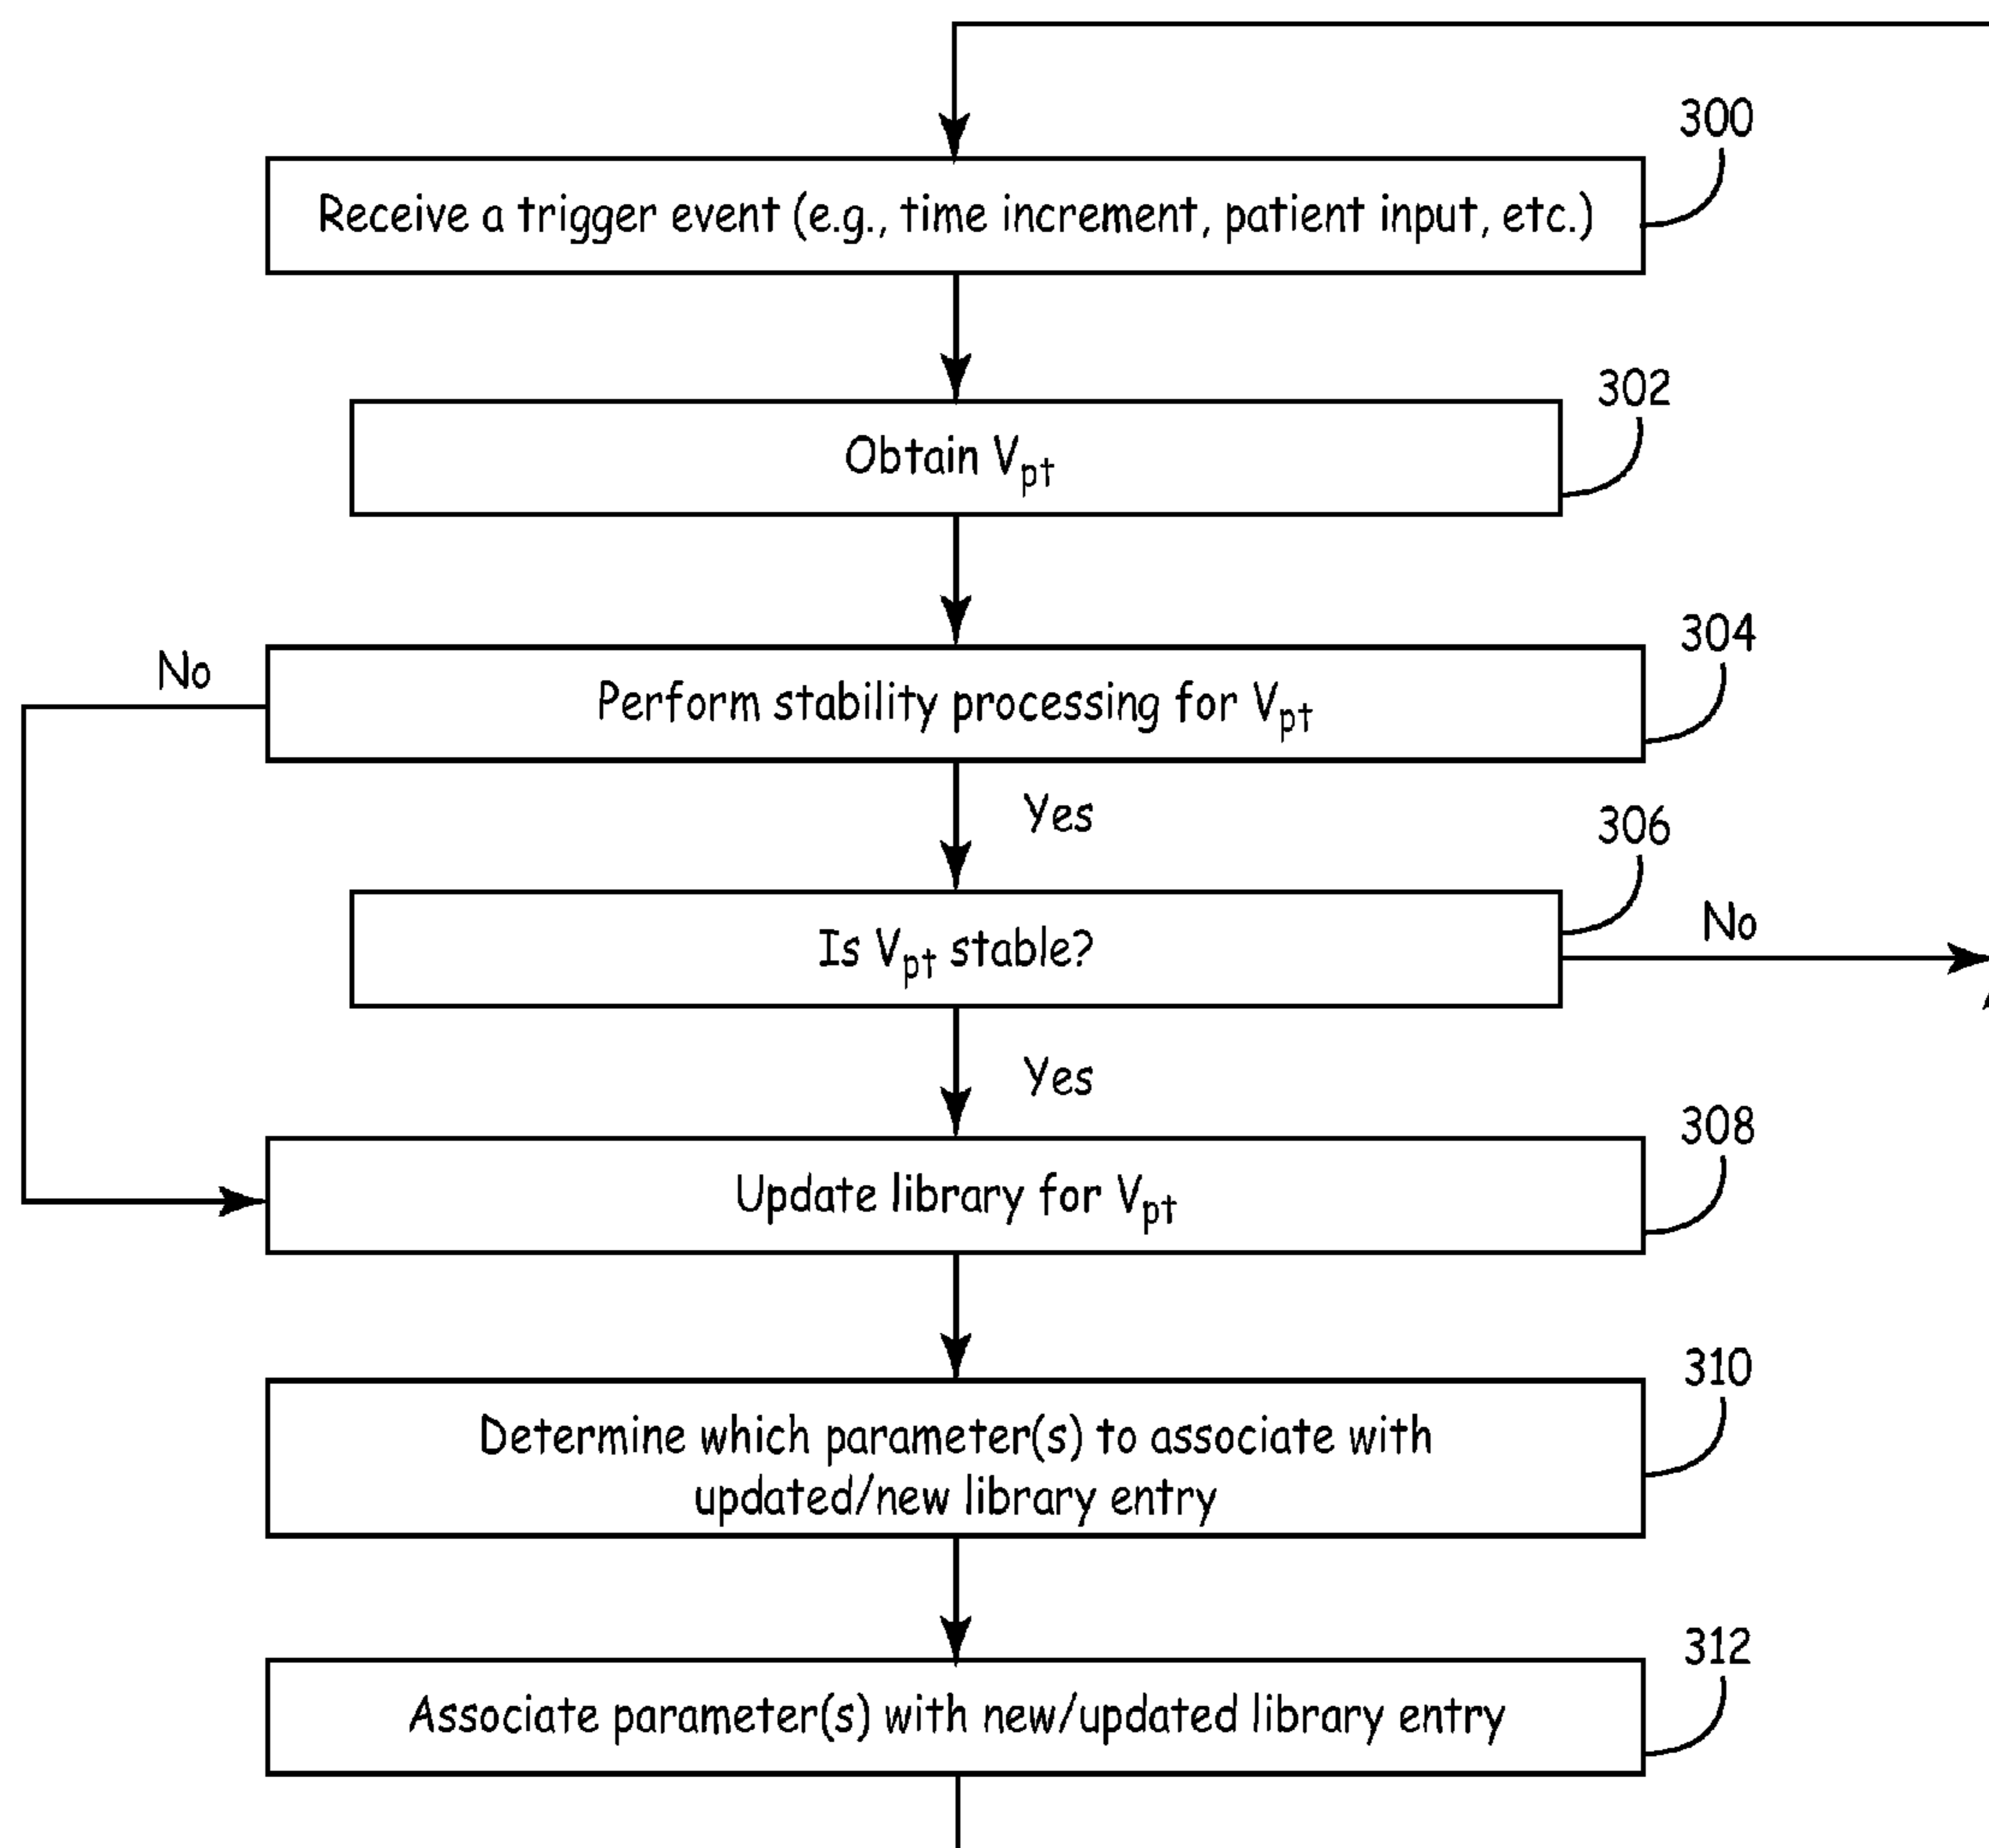 300
Receive a trigger event (e.g., time increment, patient input, etc.)
302
Obtain Vpt
304
No
Perform stability processing for Vpt
Yes
306
No
Is Vpt stable?
Yes
308
Update library for Vpt
310
Determine which parameter(s) to associate with
updated/new library entry
312
Associate parameter(s) with new/updated library entry